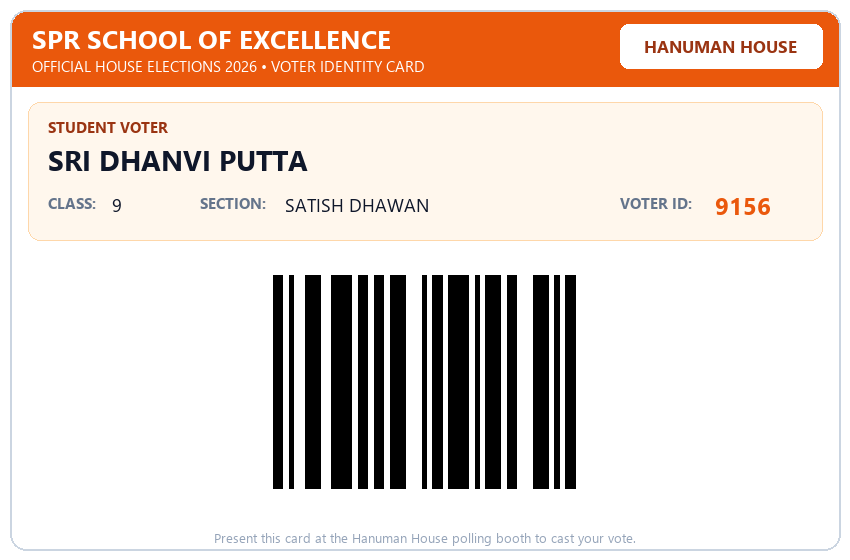 SPR SCHOOL OF EXCELLENCE
OFFICIAL HOUSE ELECTIONS 2026 • VOTER IDENTITY CARD
HANUMAN HOUSE
STUDENT VOTER
SRI DHANVI PUTTA
CLASS: 9 SECTION: SATISH DHAWAN VOTER ID: 9156
Present this card at the Hanuman House polling booth to cast your vote.